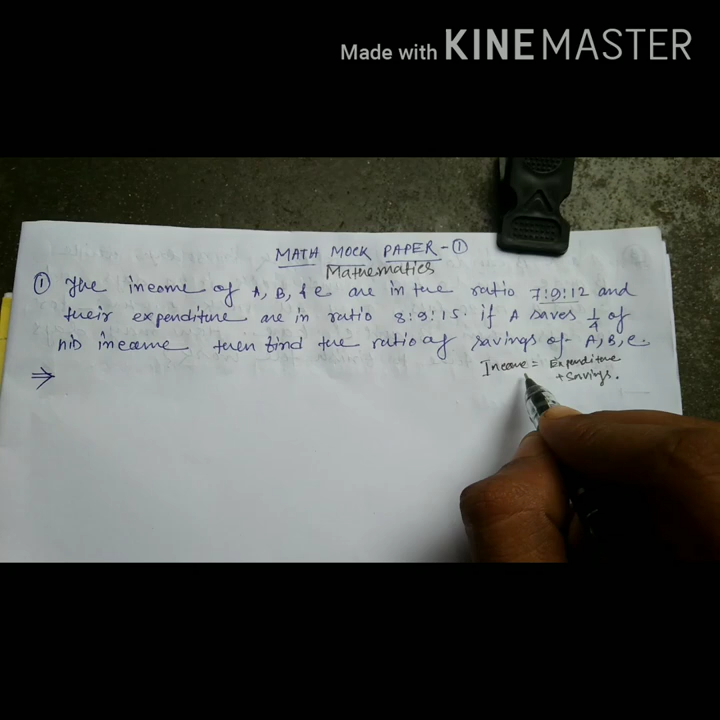 Made with KINEMASTER
MATH MOCK PAPER-①
Mathematics
① The income of A, B, & C are in the ratio 7:9:12 and
their expenditure are in ratio 8:9:15. if A saves 1/4 of
his income then find the ratio of savings of A, B, C.
Income = Expenditure
+ Savings.
⇒